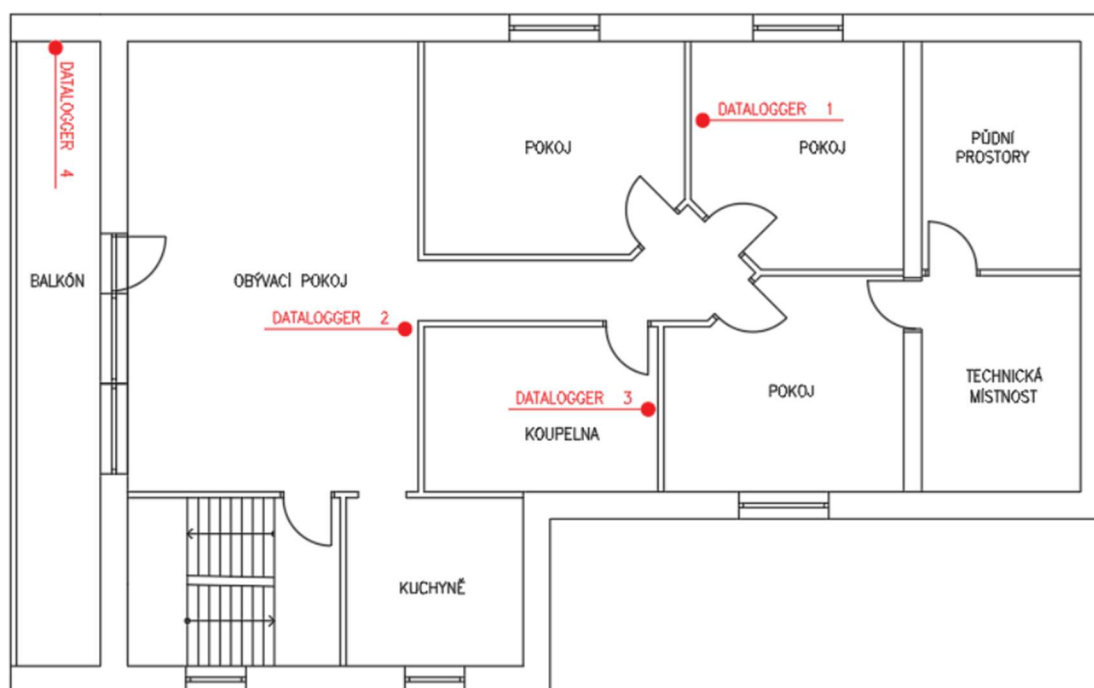 DATALOGGER 4
DATALOGGER 1
POKOJ
POKOJ
PŮDNÍ
PROSTORY
BALKÓN
OBÝVACÍ POKOJ
DATALOGGER 2
DATALOGGER 3
KOUPELNA
POKOJ
TECHNICKÁ
MÍSTNOST
KUCHYNĚ